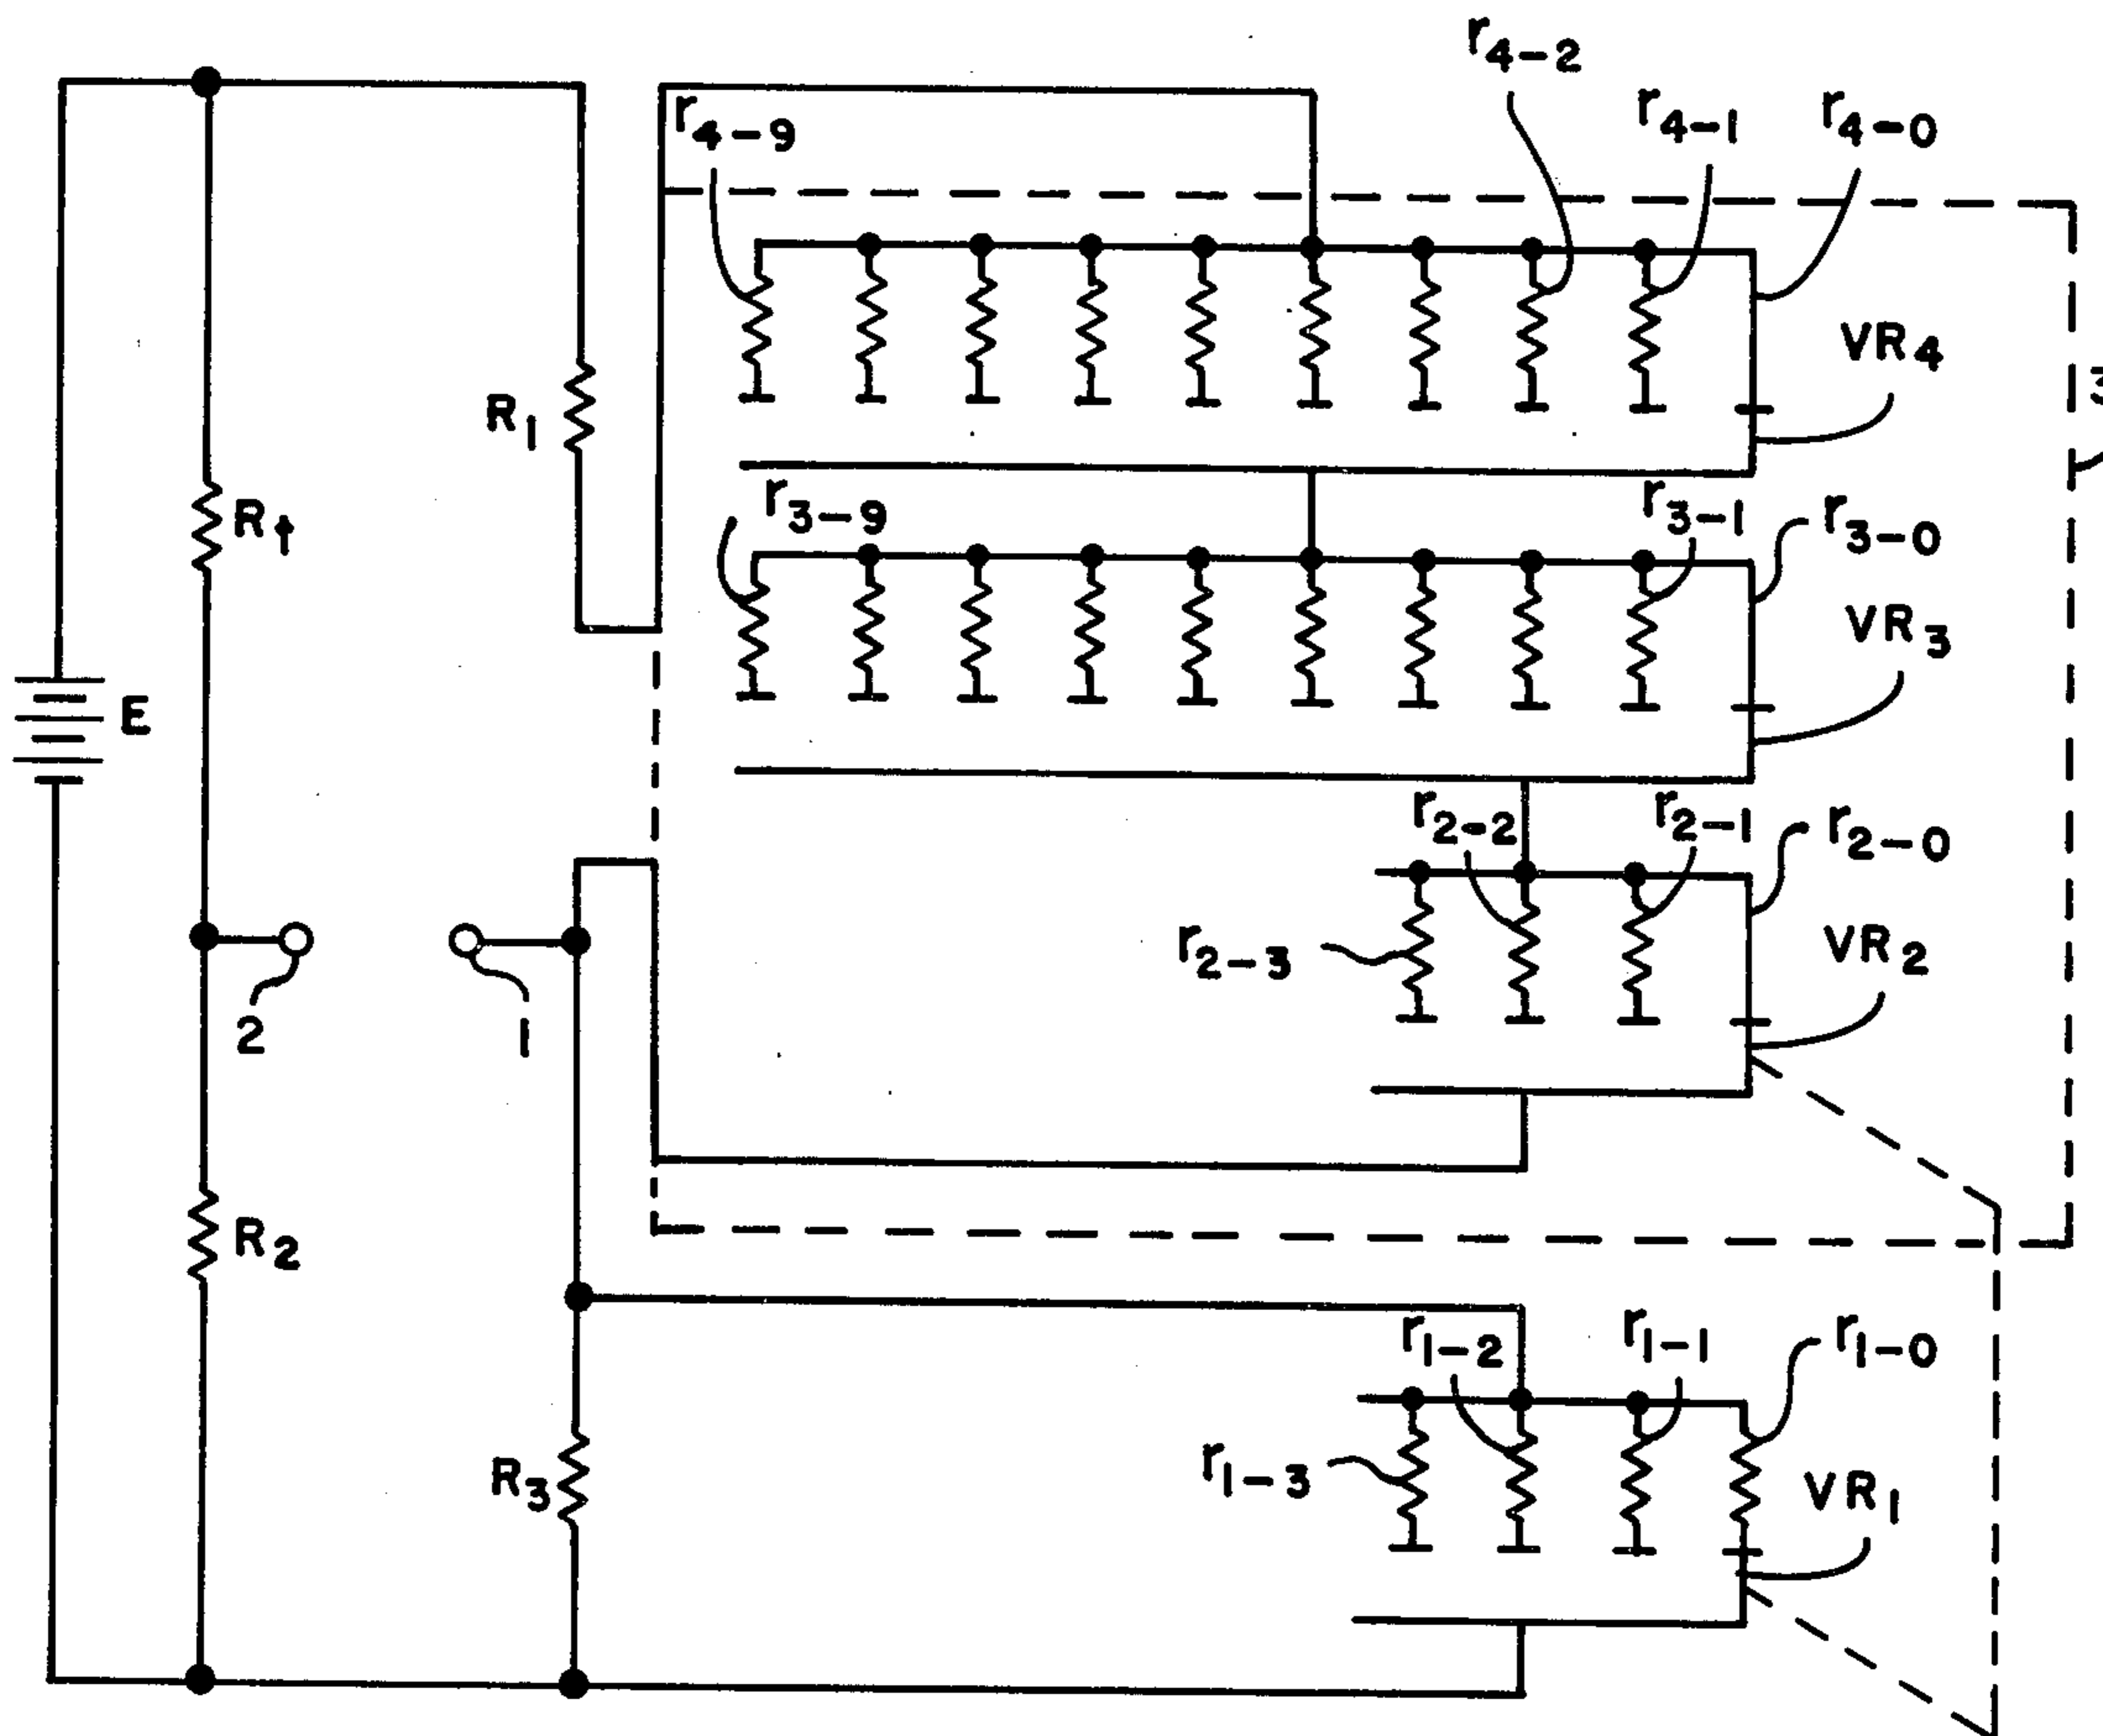 r4-2
r4-9
r4-1
r4-0
VR4
3
R1
r3-9
r3-1
r3-0
Rt
VR3
E
r2-2
r2-1
r2-0
r2-3
VR2
2
1
R2
r1-2
r1-1
r1-0
r1-3
R3
VR1